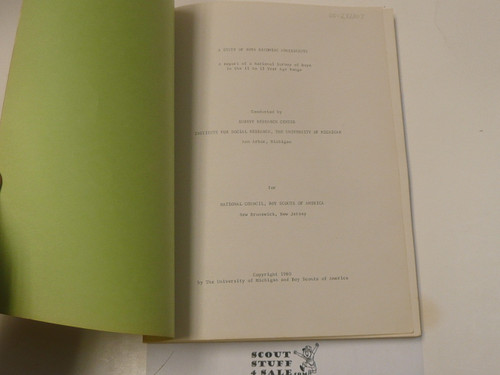 A STUDY OF BOYS BECOMING ADOLESCENTS
A Report of a National Survey of Boys
In the 11 to 13 Year Age Range
Conducted by
SURVEY RESEARCH CENTER
INSTITUTE FOR SOCIAL RESEARCH, THE UNIVERSITY OF MICHIGAN
Ann Arbor, Michigan
for
NATIONAL COUNCIL, BOY SCOUTS OF AMERICA
New Brunswick, New Jersey
Copyright 1960
by The University of Michigan and Boy Scouts of America
SCOUT
STUFF
4 SALE.com